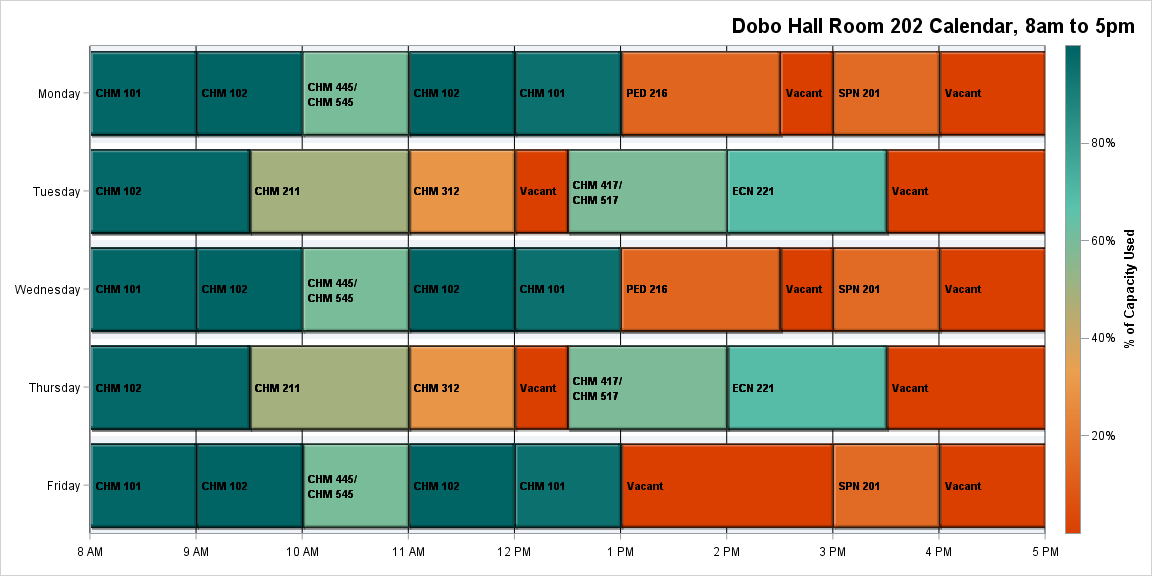 Dobo Hall Room 202 Calendar, 8am to 5pm
Monday
CHM 101
CHM 102
CHM 445/
CHM 545
CHM 102
CHM 101
PED 216
Vacant
SPN 201
Vacant
Tuesday
CHM 102
CHM 211
CHM 312
Vacant
CHM 417/
CHM 517
ECN 221
Vacant
Wednesday
CHM 101
CHM 102
CHM 445/
CHM 545
CHM 102
CHM 101
PED 216
Vacant
SPN 201
Vacant
Thursday
CHM 102
CHM 211
CHM 312
Vacant
CHM 417/
CHM 517
ECN 221
Vacant
Friday
CHM 101
CHM 102
CHM 445/
CHM 545
CHM 102
CHM 101
Vacant
SPN 201
Vacant
8 AM
9 AM
10 AM
11 AM
12 PM
1 PM
2 PM
3 PM
4 PM
5 PM
80%
60%
40%
20%
% of Capacity Used